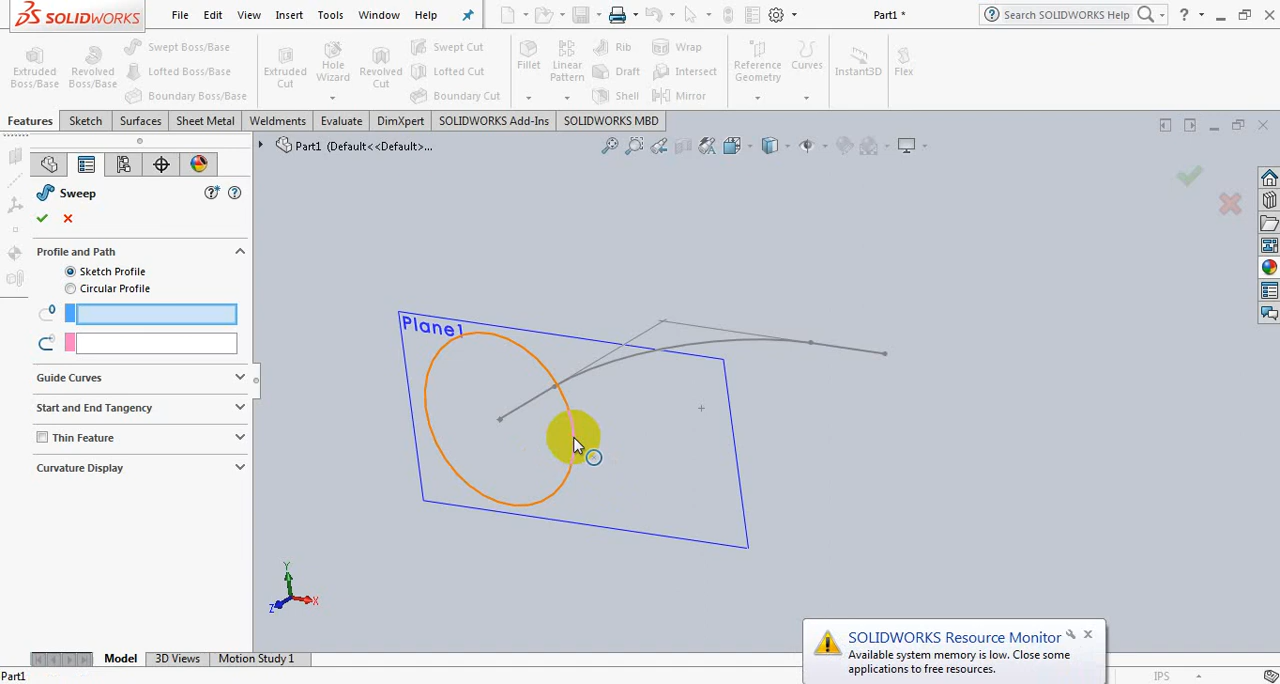 SOLIDWORKS File Edit View Insert Tools Window Help Part1 * Search SOLIDWORKS Help ?
Extruded Boss/Base
Revolved Boss/Base
Swept Boss/Base
Lofted Boss/Base
Boundary Boss/Base
Extruded Cut
Hole Wizard
Revolved Cut
Swept Cut
Lofted Cut
Boundary Cut
Fillet
Linear Pattern
Rib
Draft
Shell
Wrap
Intersect
Mirror
Reference Geometry
Curves
Instant3D
Flex
Features Sketch Surfaces Sheet Metal Weldments Evaluate DimXpert SOLIDWORKS Add-Ins SOLIDWORKS MBD
Part1 (Default<<Default>...
Sweep
Profile and Path
Sketch Profile
Circular Profile
Guide Curves
Start and End Tangency
Thin Feature
Curvature Display
Plane1
Y
X
Z
SOLIDWORKS Resource Monitor
Available system memory is low. Close some
applications to free resources.
Model 3D Views Motion Study 1
Part1 IPS